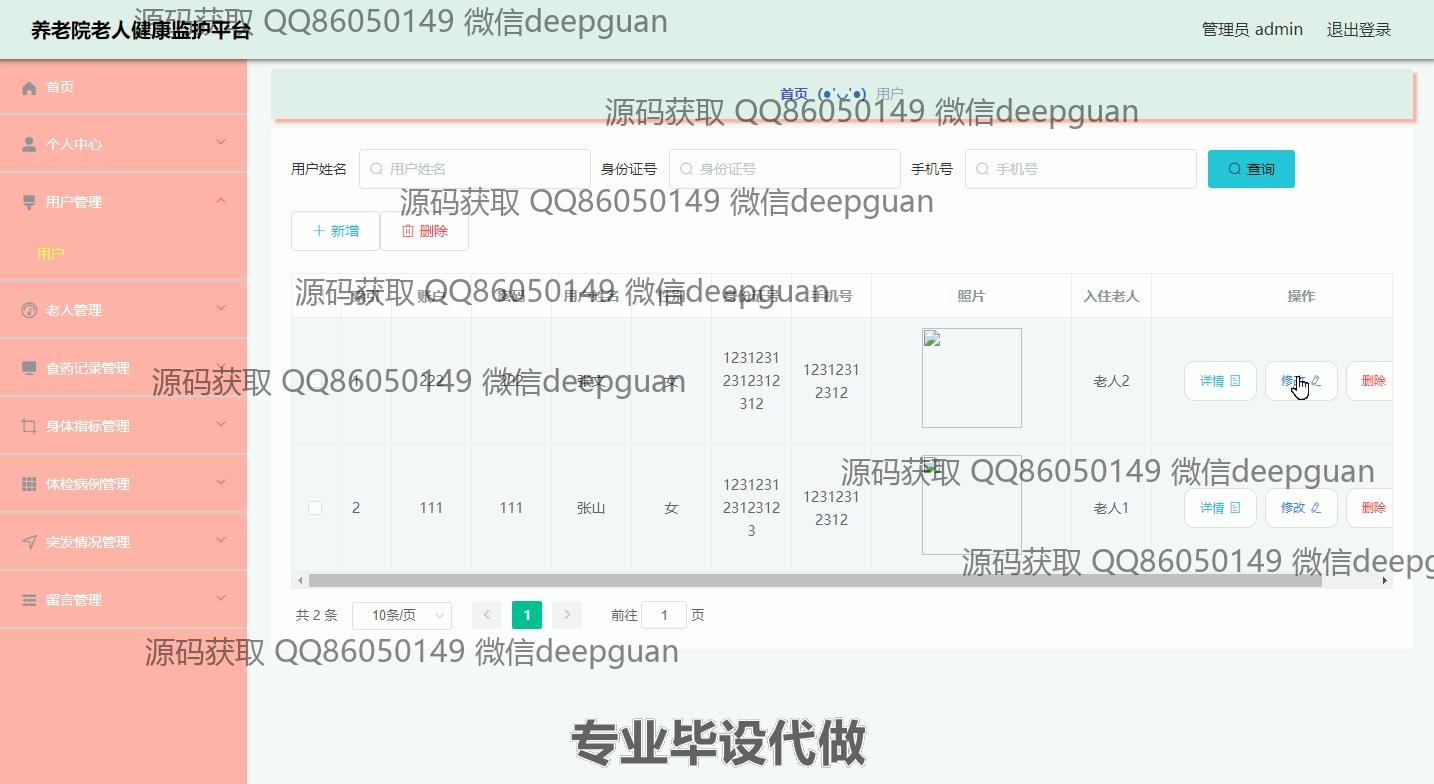 源码获取 QQ86050149 微信deepguan
养老院老人健康监护平台
管理员 admin 退出登录
首页
首页 (●'◡'●) 用户
源码获取 QQ86050149 微信deepguan
个人中心
用户姓名 用户姓名 身份证号 身份证号 手机号 手机号 查询
用户管理
源码获取 QQ86050149 微信deepguan
新增 删除
用户
源码获取 QQ86050149 微信deepguan
索引 账户 密码 用户姓名 性别 身份证号 手机号 照片 入住老人 操作
老人管理
食药记录管理
1 222 222 张文 女 1231231
2312312
312 1231231
2312 老人2 详情 修改 删除
源码获取 QQ86050149 微信deepguan
身体指标管理
源码获取 QQ86050149 微信deepguan
体检病例管理
2 111 111 张山 女 1231231
2312312
3 1231231
2312 老人1 详情 修改 删除
突发情况管理
源码获取 QQ86050149 微信deepg
留言管理
共 2 条 10条/页 1 前往 1 页
源码获取 QQ86050149 微信deepguan
专业毕设代做